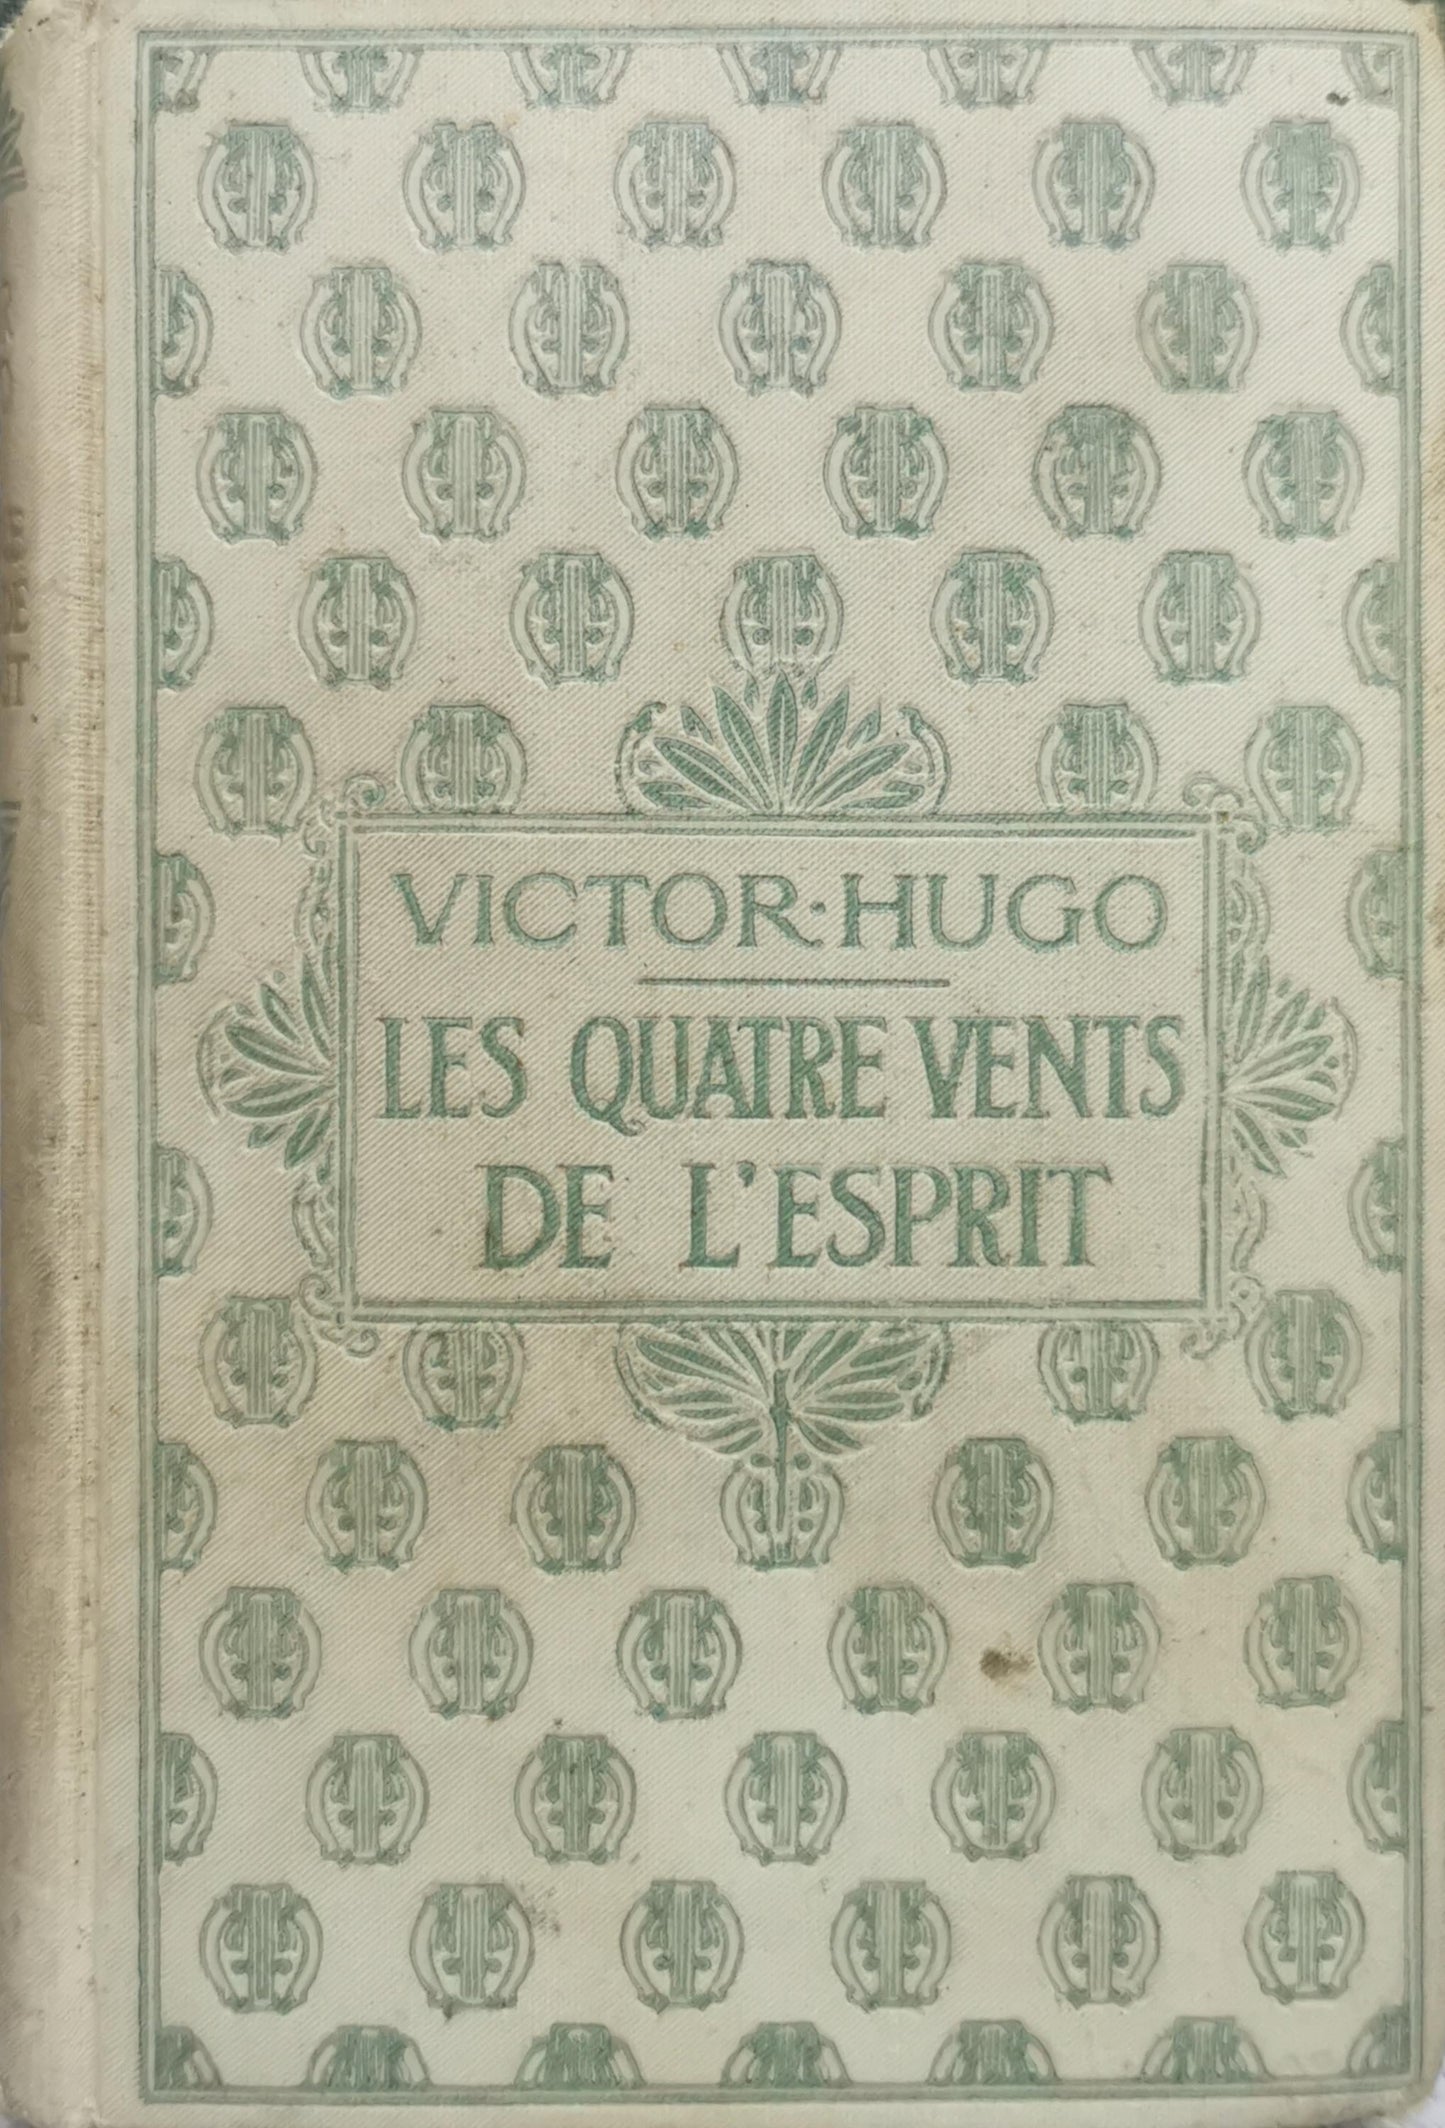 VICTOR·HUGO
LES QUATRE VENTS
DE L'ESPRIT